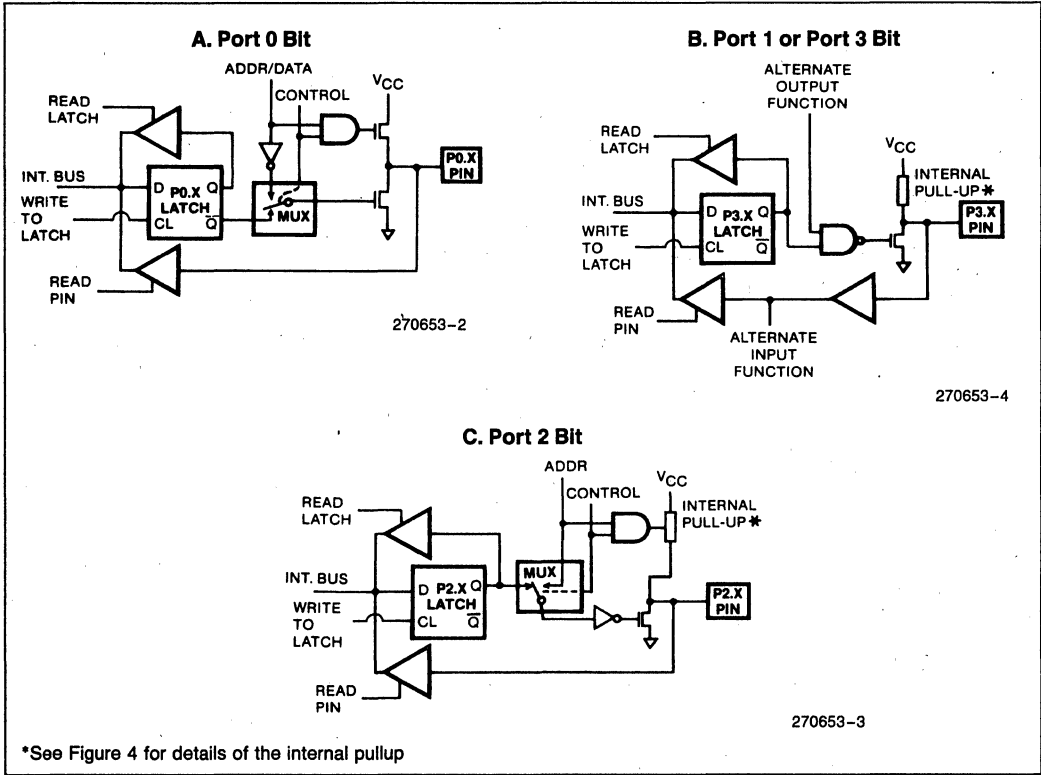 A. Port 0 Bit
ADDR/DATA
CONTROL
VCC
READ
LATCH
INT. BUS
WRITE
TO
LATCH
D P0.X Q
LATCH
CL Q̅
MUX
P0.X
PIN
READ
PIN
270653-2
B. Port 1 or Port 3 Bit
ALTERNATE
OUTPUT
FUNCTION
READ
LATCH
VCC
INTERNAL
PULL-UP*
INT. BUS
WRITE
TO
LATCH
D P3.X Q
LATCH
CL Q̅
P3.X
PIN
READ
PIN
ALTERNATE
INPUT
FUNCTION
270653-4
C. Port 2 Bit
ADDR
CONTROL
VCC
INTERNAL
PULL-UP*
READ
LATCH
INT. BUS
WRITE
TO
LATCH
D P2.X Q
LATCH
CL Q̅
MUX
P2.X
PIN
READ
PIN
270653-3
*See Figure 4 for details of the internal pullup